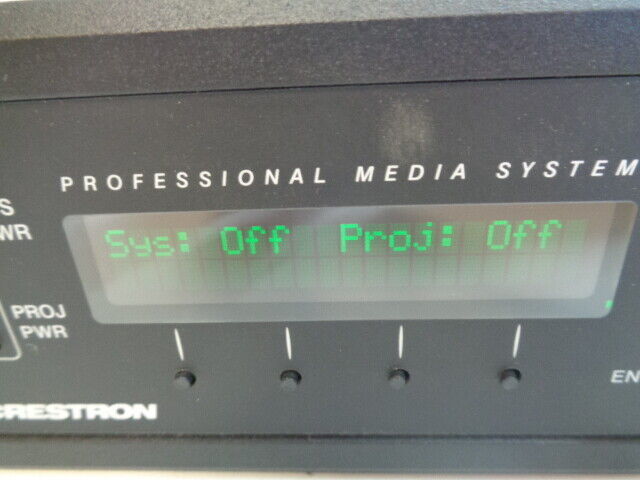 PROFESSIONAL MEDIA SYSTEM
S
WR
Sys: Off Proj: Off
PROJ
PWR
CRESTRON
EN